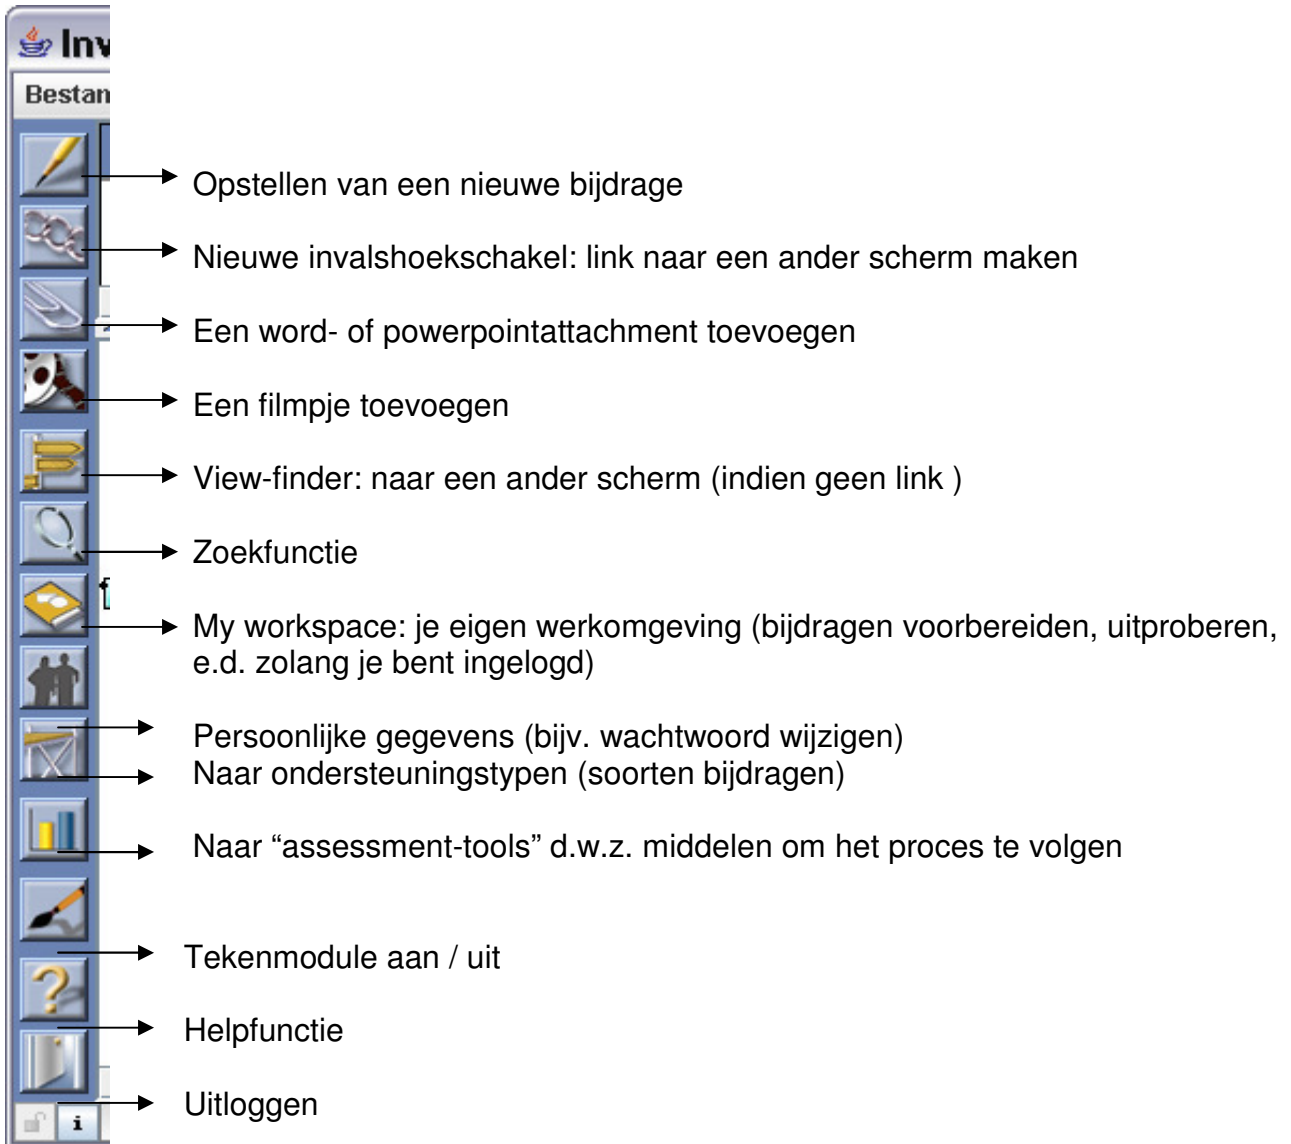 Inv
Bestan
Opstellen van een nieuwe bijdrage
Nieuwe invalshoekschakel: link naar een ander scherm maken
Een word- of powerpointattachment toevoegen
Een filmpje toevoegen
View-finder: naar een ander scherm (indien geen link )
Zoekfunctie
My workspace: je eigen werkomgeving (bijdragen voorbereiden, uitproberen,
e.d. zolang je bent ingelogd)
Persoonlijke gegevens (bijv. wachtwoord wijzigen)
Naar ondersteuningstypen (soorten bijdragen)
Naar “assessment-tools” d.w.z. middelen om het proces te volgen
Tekenmodule aan / uit
?
Helpfunctie
Uitloggen
i